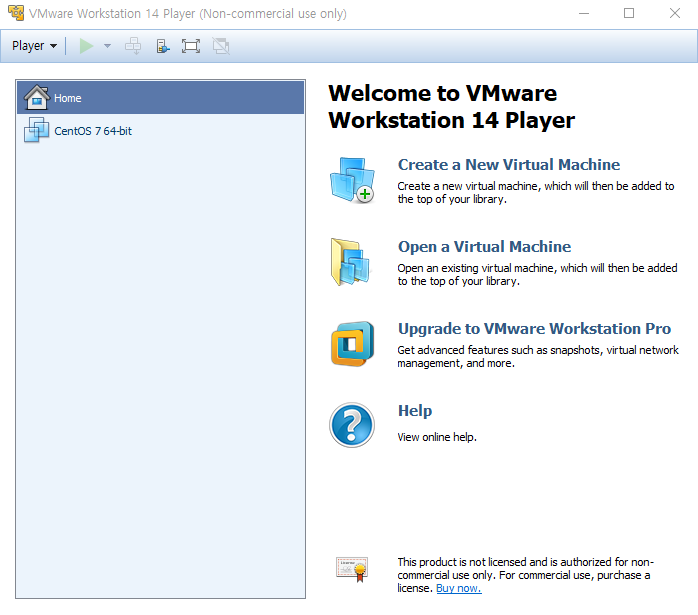 VMware Workstation 14 Player (Non-commercial use only)
Player
Home
CentOS 7 64-bit
Welcome to VMware
Workstation 14 Player
Create a New Virtual Machine
Create a new virtual machine, which will then be added to
the top of your library.
Open a Virtual Machine
Open an existing virtual machine, which will then be added
to the top of your library.
Upgrade to VMware Workstation Pro
Get advanced features such as snapshots, virtual network
management, and more.
Help
View online help.
This product is not licensed and is authorized for non-
commercial use only. For commercial use, purchase a
license. Buy now.